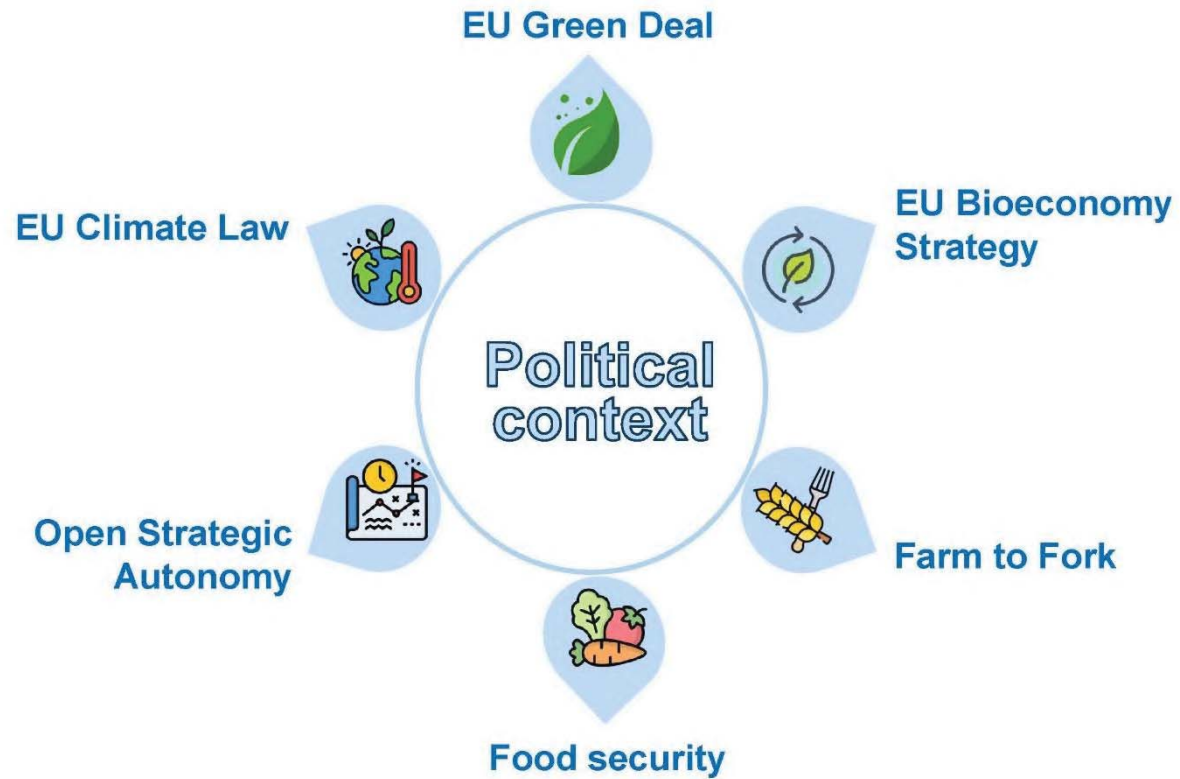 EU Green Deal
EU Climate Law
EU Bioeconomy
Strategy
Political
context
Open Strategic
Autonomy
Farm to Fork
Food security